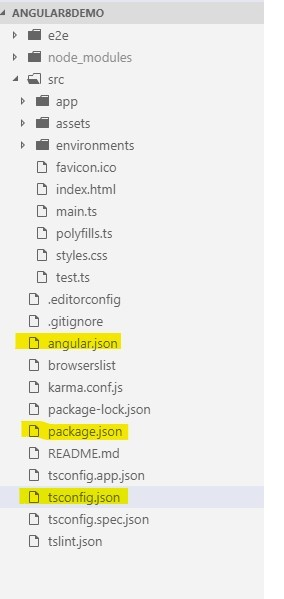 ANGULAR8DEMO
e2e
node_modules
src
app
assets
environments
favicon.ico
index.html
main.ts
polyfills.ts
styles.css
test.ts
.editorconfig
.gitignore
angular.json
browserslist
karma.conf.js
package-lock.json
package.json
README.md
tsconfig.app.json
tsconfig.json
tsconfig.spec.json
tslint.json